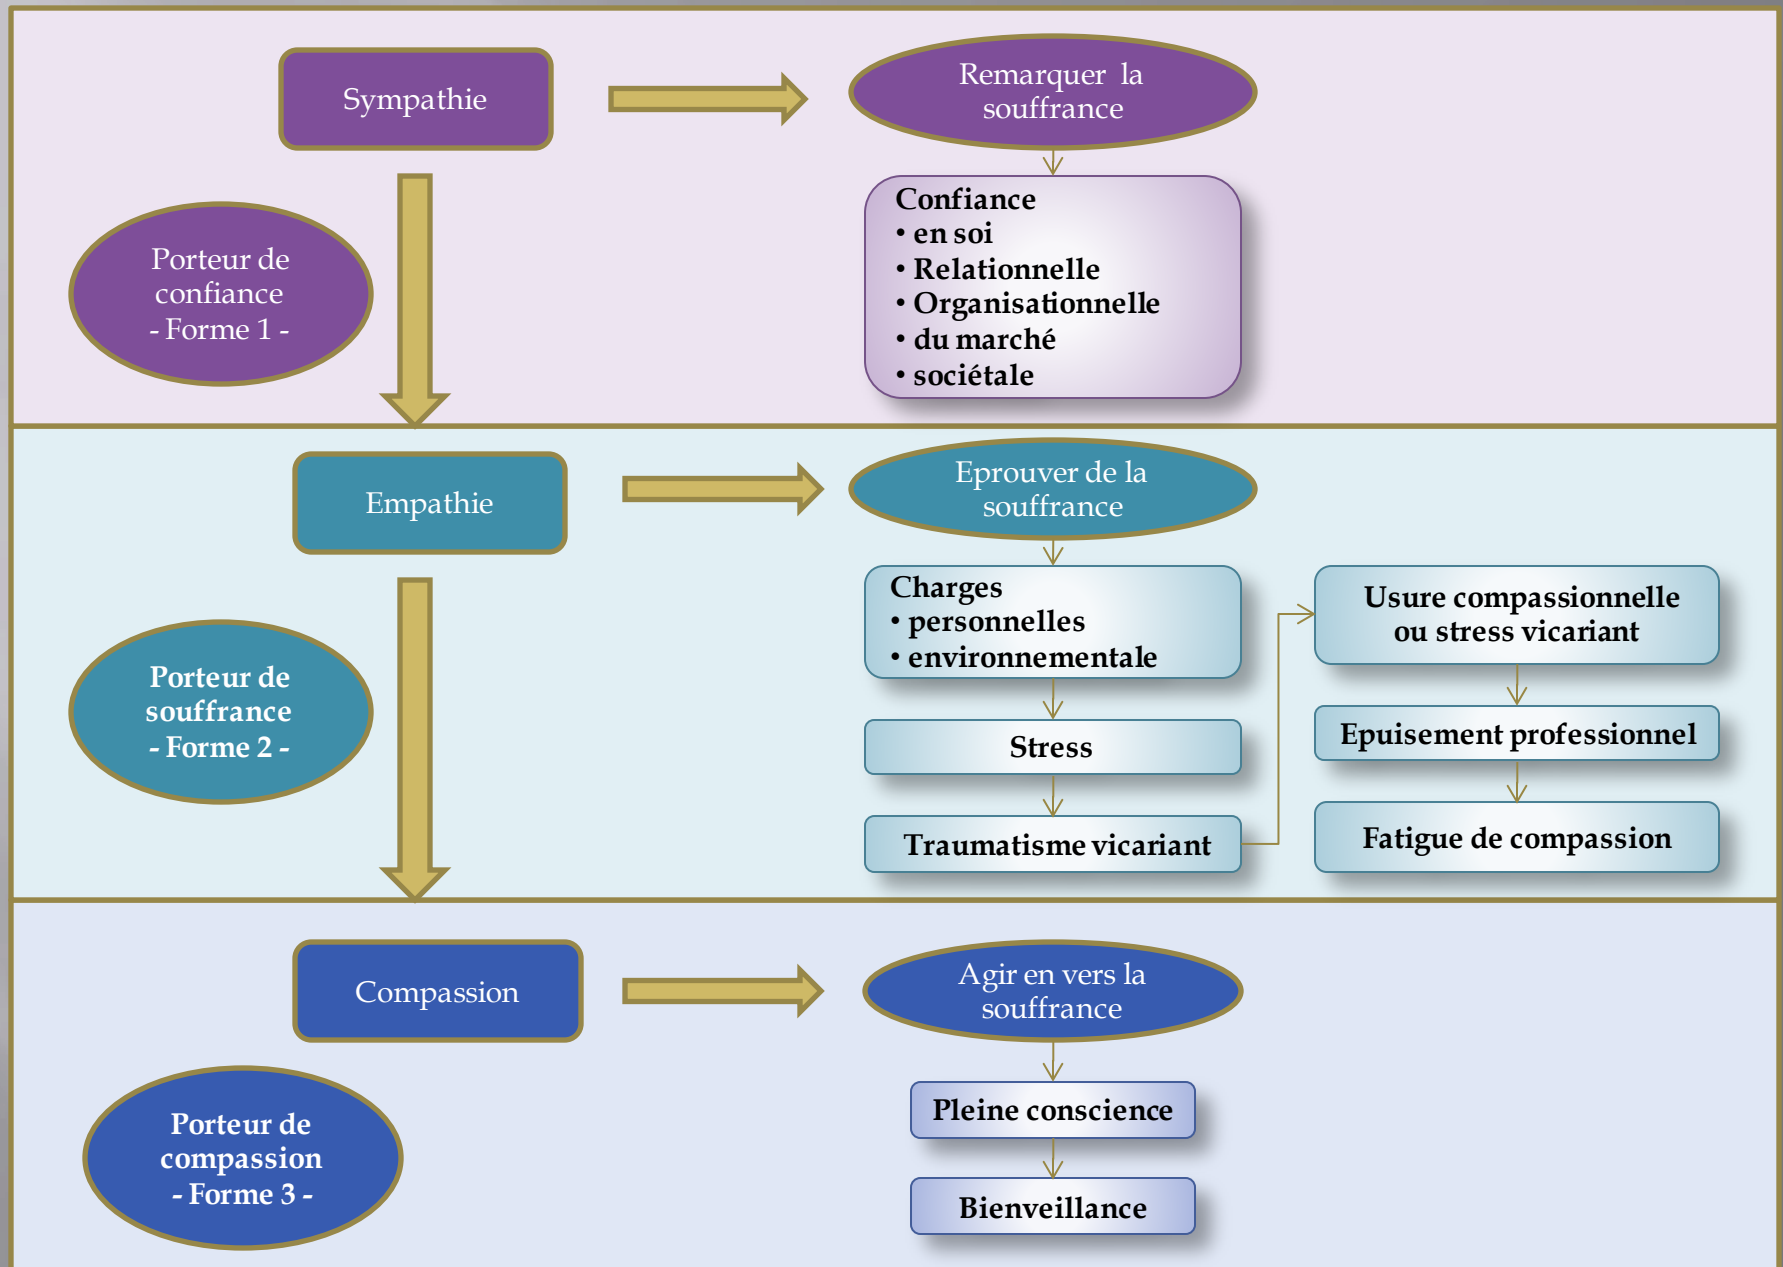 Sympathie
Remarquer la
souffrance
Porteur de
confiance
- Forme 1 -
Confiance
• en soi
• Relationnelle
• Organisationnelle
• du marché
• sociétale
Empathie
Eprouver de la
souffrance
Porteur de
souffrance
- Forme 2 -
Charges
• personnelles
• environnementale
Stress
Traumatisme vicariant
Usure compassionnelle
ou stress vicariant
Epuisement professionnel
Fatigue de compassion
Compassion
Agir en vers la
souffrance
Porteur de
compassion
- Forme 3 -
Pleine conscience
Bienveillance